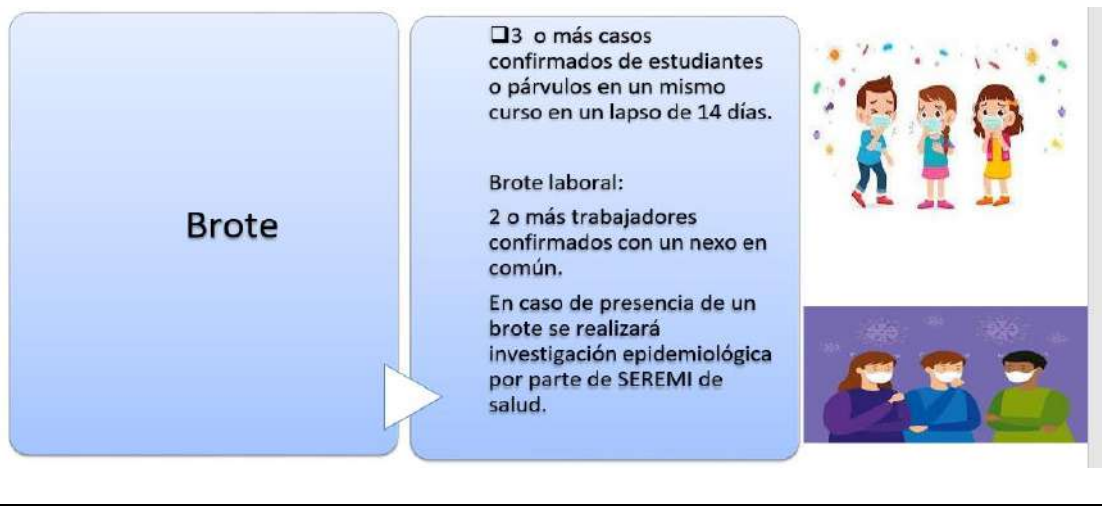 Brote
❑3 o más casos
confirmados de estudiantes
o párvulos en un mismo
curso en un lapso de 14 días.
Brote laboral:
2 o más trabajadores
confirmados con un nexo en
común.
En caso de presencia de un
brote se realizará
investigación epidemiológica
por parte de SEREMI de
salud.